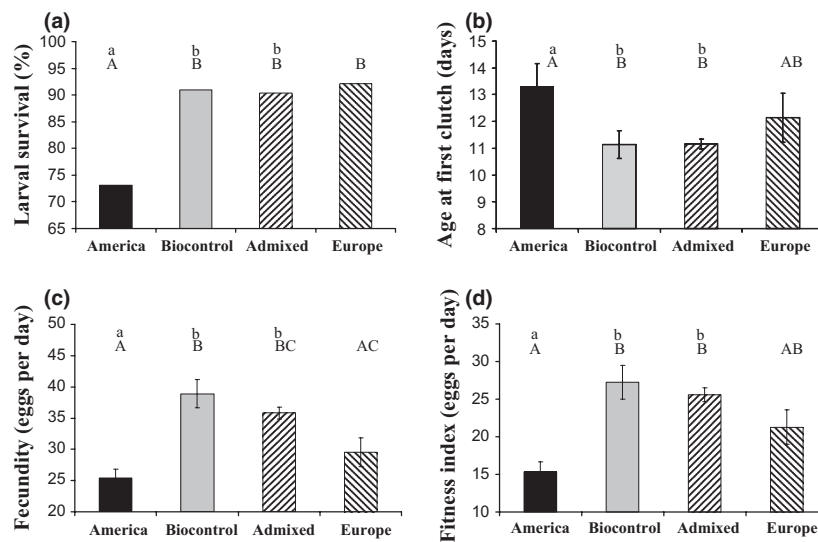 (a)
Larval survival (%)
a b b
A B B B
100
95
90
85
80
75
70
65
America Biocontrol Admixed Europe
(b)
Age at first clutch (days)
a b b
A B B AB
15
14
13
12
11
10
9
8
America Biocontrol Admixed Europe
(c)
Fecundity (eggs per day)
a b b
A B BC AC
50
45
40
35
30
25
20
America Biocontrol Admixed Europe
(d)
Fitness index (eggs per day)
a b b
A B B AB
35
30
25
20
15
10
America Biocontrol Admixed Europe